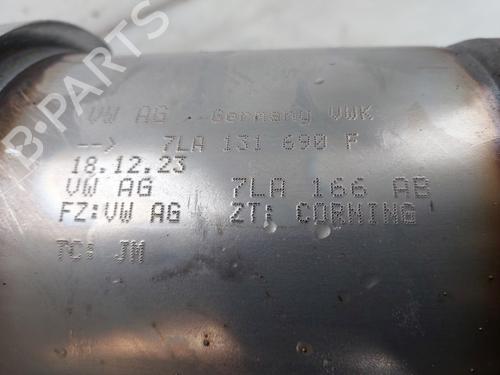 B-PARTS
VW AG Germany VWK
--> 7LA 131 690 F
18.12.23
VW AG 7LA 166 AB
FZ:VW AG ZT: CORNING
TC: JM